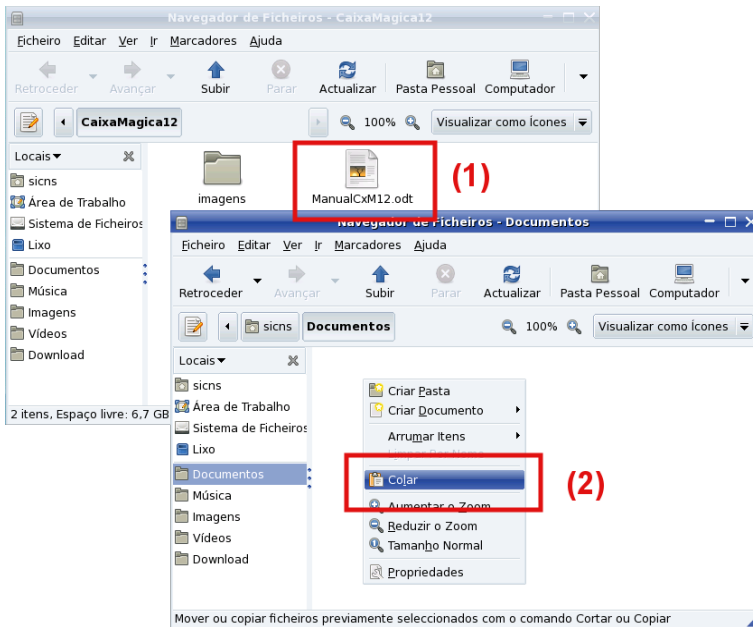 Navegador de Ficheiros - CaixaMagica12
Ficheiro Editar Ver Ir Marcadores Ajuda
Retroceder Avançar Subir Parar Actualizar Pasta Pessoal Computador
CaixaMagica12 100% Visualizar como Ícones
Locais
sicns
Área de Trabalho
Sistema de Ficheiros
Lixo
Documentos
Música
Imagens
Vídeos
Download
imagens
ManualCxM12.odt
(1)
2 itens, Espaço livre: 6,7 GB
Navegador de Ficheiros - Documentos
Ficheiro Editar Ver Ir Marcadores Ajuda
Retroceder Avançar Subir Parar Actualizar Pasta Pessoal Computador
sicns Documentos 100% Visualizar como Ícones
Locais
sicns
Área de Trabalho
Sistema de Ficheiros
Lixo
Documentos
Música
Imagens
Vídeos
Download
Criar Pasta
Criar Documento
Arrumar Itens
Limpar Por Nome
Colar
(2)
Aumentar o Zoom
Reduzir o Zoom
Tamanho Normal
Propriedades
Mover ou copiar ficheiros previamente seleccionados com o comando Cortar ou Copiar